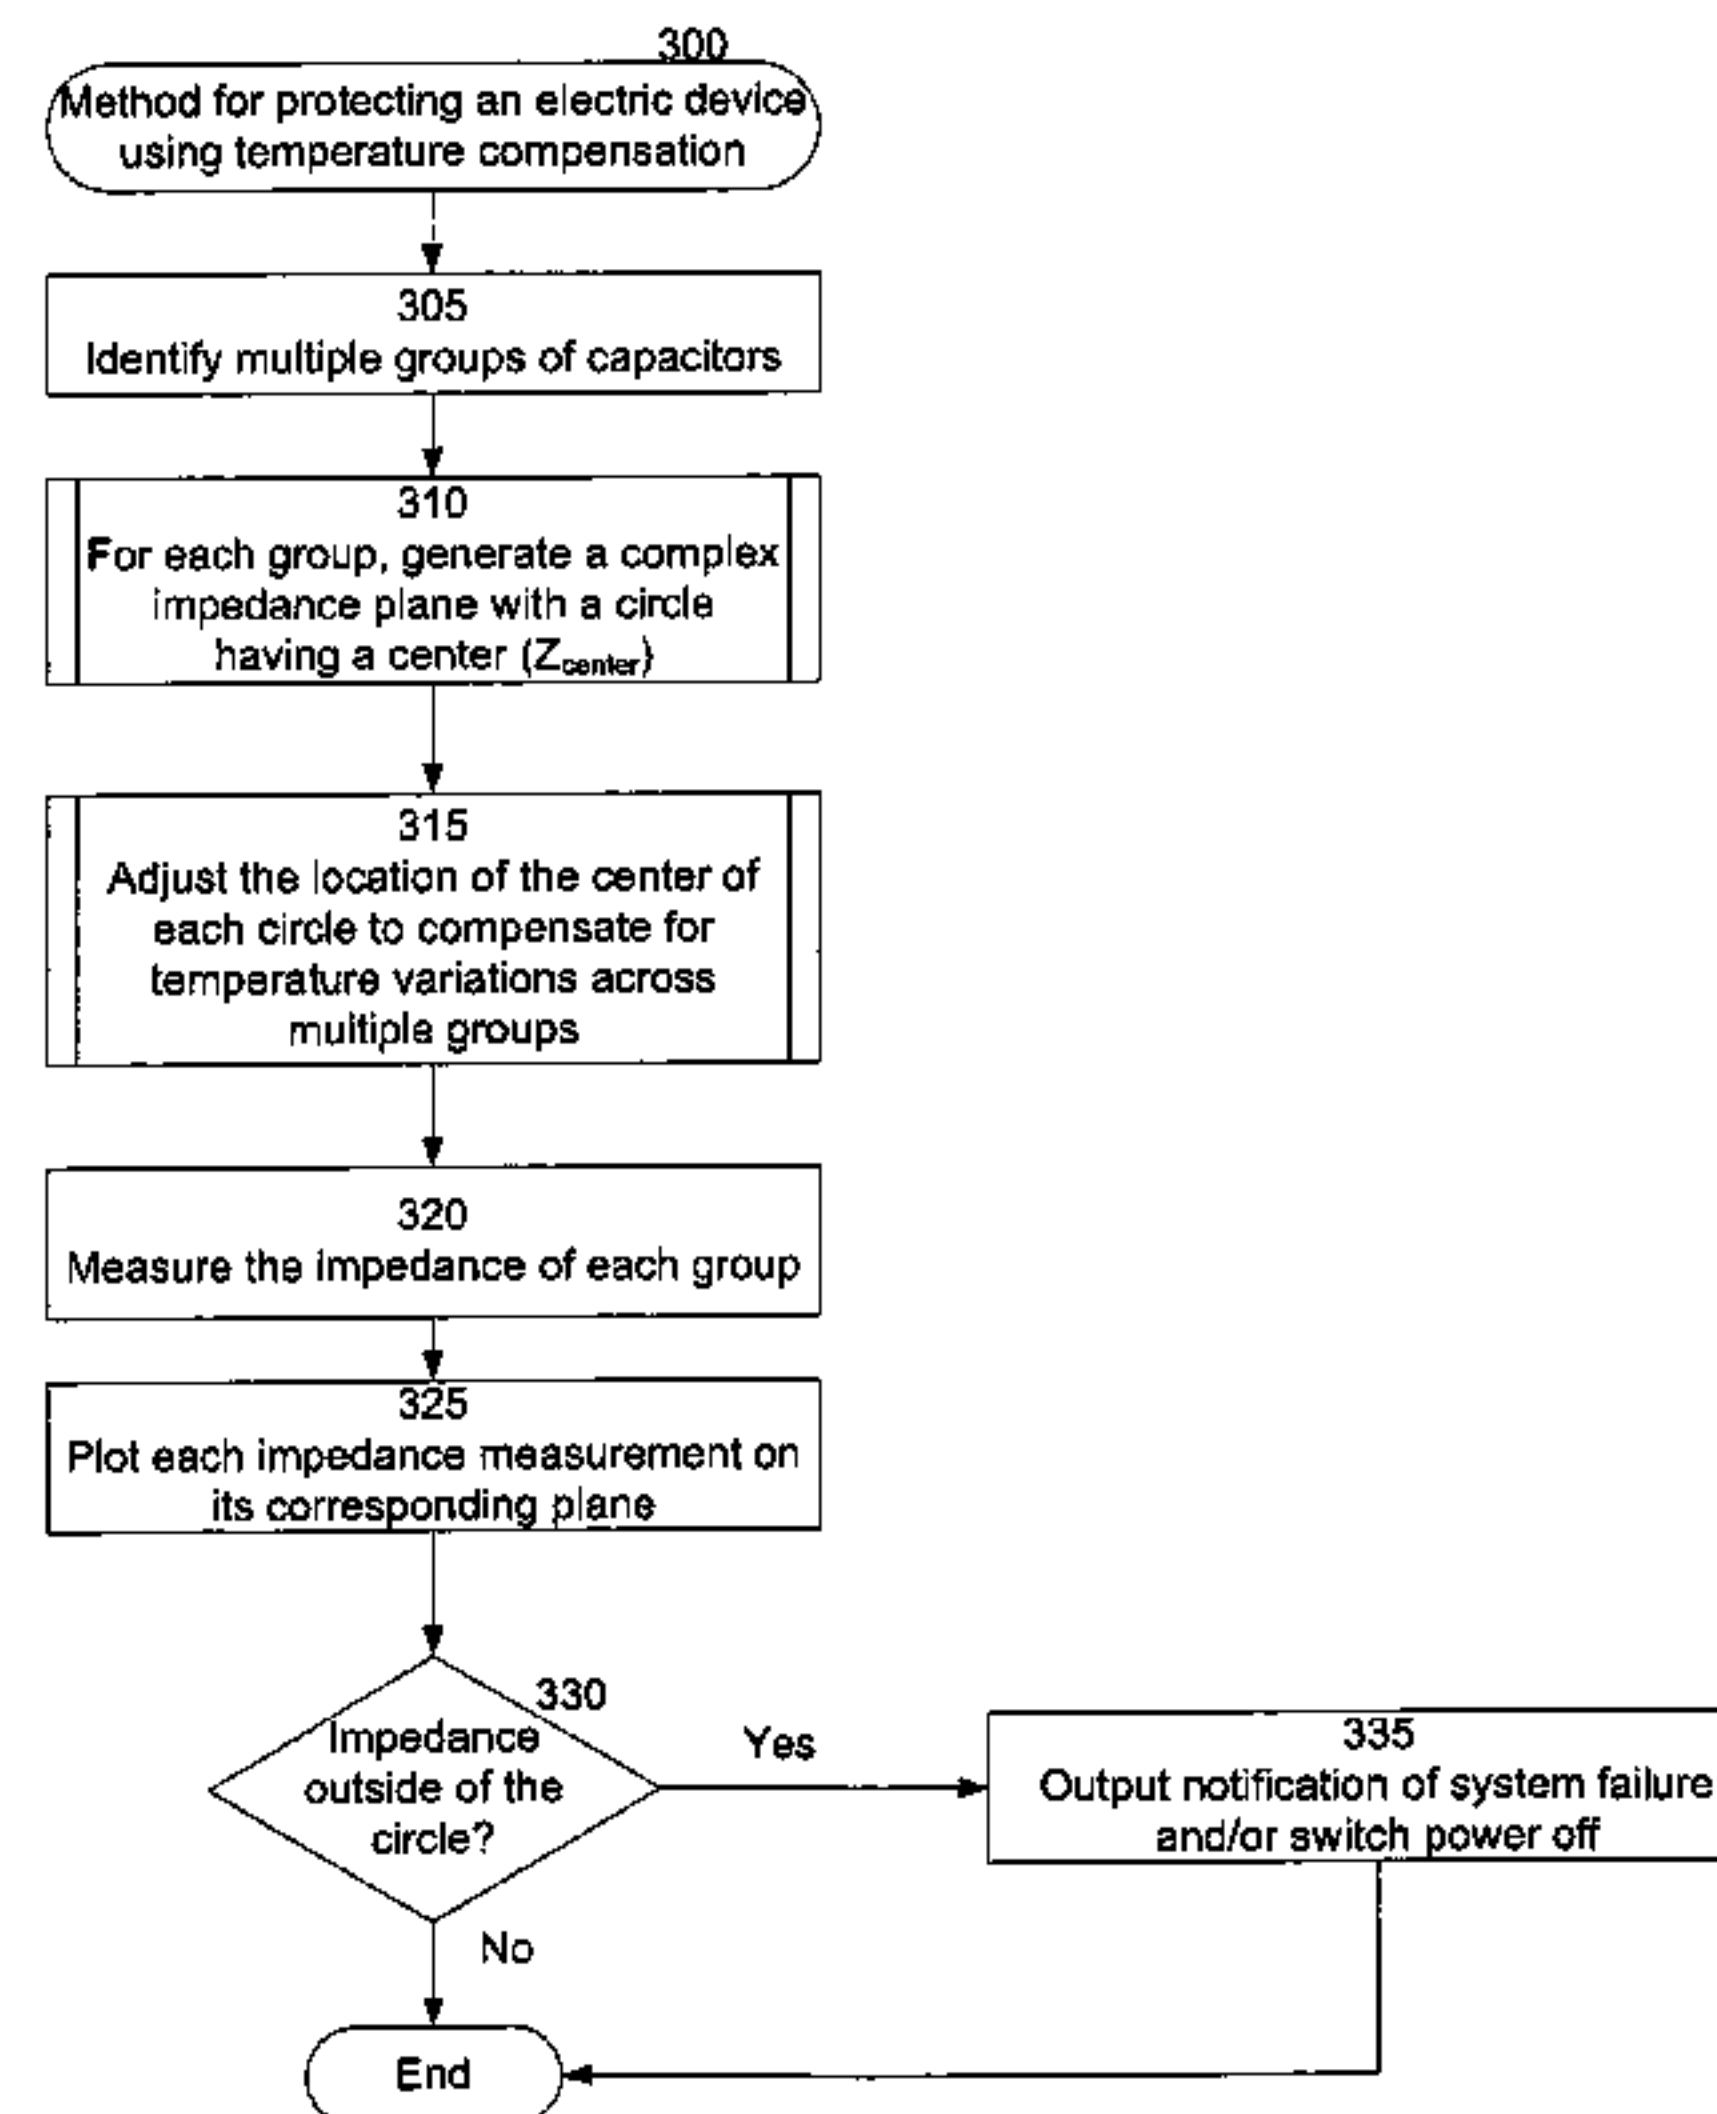 300
Method for protecting an electric device
using temperature compensation
305
Identify multiple groups of capacitors
310
For each group, generate a complex
impedance plane with a circle
having a center (Zcenter)
315
Adjust the location of the center of
each circle to compensate for
temperature variations across
multiple groups
320
Measure the impedance of each group
325
Plot each impedance measurement on
its corresponding plane
330
Impedance
outside of the
circle?
Yes
335
Output notification of system failure
and/or switch power off
No
End